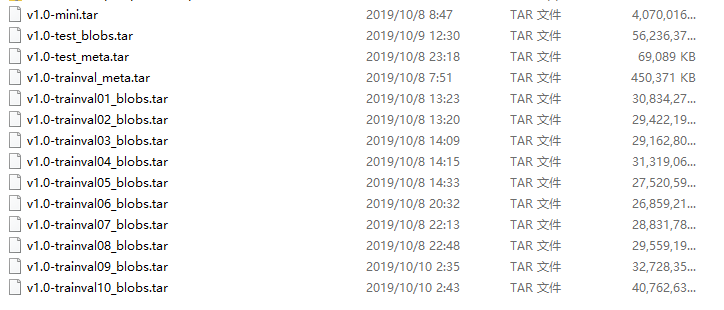 v1.0-mini.tar 2019/10/8 8:47 TAR 文件 4,070,016...
v1.0-test_blobs.tar 2019/10/9 12:30 TAR 文件 56,236,37...
v1.0-test_meta.tar 2019/10/8 23:18 TAR 文件 69,089 KB
v1.0-trainval_meta.tar 2019/10/8 7:51 TAR 文件 450,371 KB
v1.0-trainval01_blobs.tar 2019/10/8 13:23 TAR 文件 30,834,27...
v1.0-trainval02_blobs.tar 2019/10/8 13:20 TAR 文件 29,422,19...
v1.0-trainval03_blobs.tar 2019/10/8 14:09 TAR 文件 29,162,80...
v1.0-trainval04_blobs.tar 2019/10/8 14:15 TAR 文件 31,319,06...
v1.0-trainval05_blobs.tar 2019/10/8 14:33 TAR 文件 27,520,59...
v1.0-trainval06_blobs.tar 2019/10/8 20:32 TAR 文件 26,859,21...
v1.0-trainval07_blobs.tar 2019/10/8 22:13 TAR 文件 28,831,78...
v1.0-trainval08_blobs.tar 2019/10/8 22:48 TAR 文件 29,559,19...
v1.0-trainval09_blobs.tar 2019/10/10 2:35 TAR 文件 32,728,35...
v1.0-trainval10_blobs.tar 2019/10/10 2:43 TAR 文件 40,762,63...